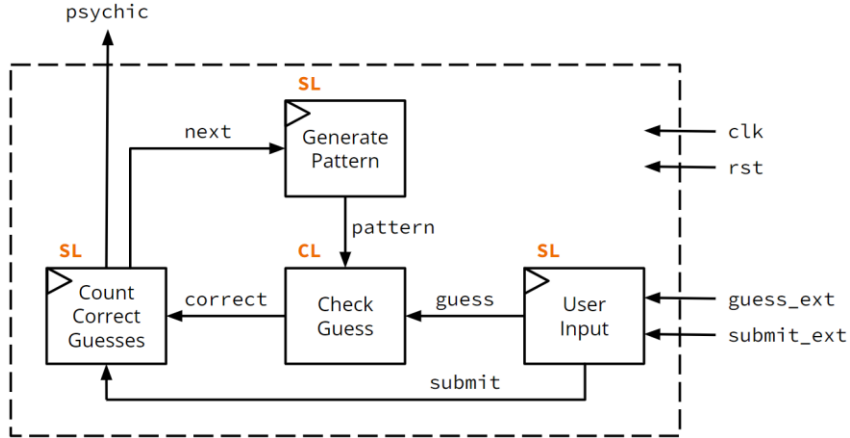 psychic
SL
next
Generate
Pattern
clk
rst
pattern
SL
CL
SL
Count
Correct
Guesses
correct
Check
Guess
guess
User
Input
guess_ext
submit_ext
submit